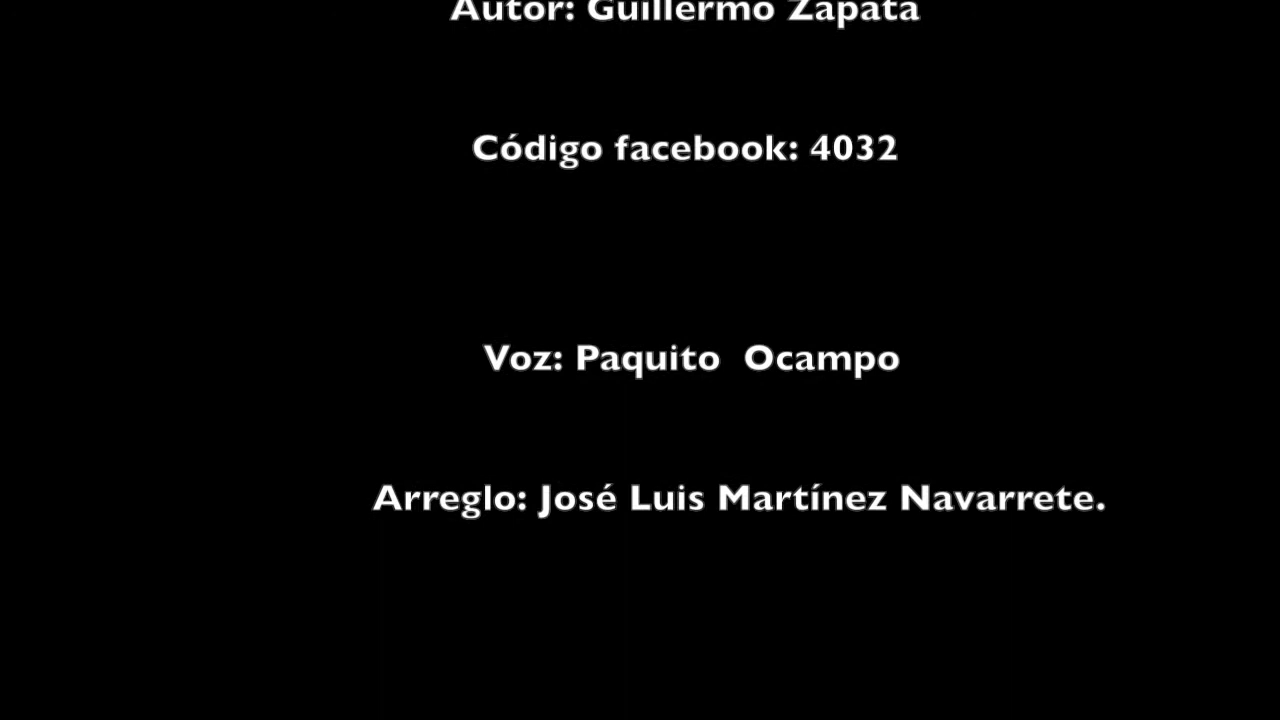 Autor: Guillermo Zapata
Código facebook: 4032
Voz: Paquito  Ocampo
Arreglo: José Luis Martínez Navarrete.